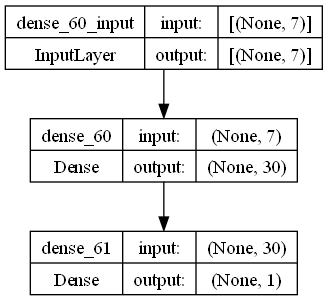 dense_60_input input: [(None, 7)]
InputLayer output: [(None, 7)]
dense_60 input: (None, 7)
Dense output: (None, 30)
dense_61 input: (None, 30)
Dense output: (None, 1)